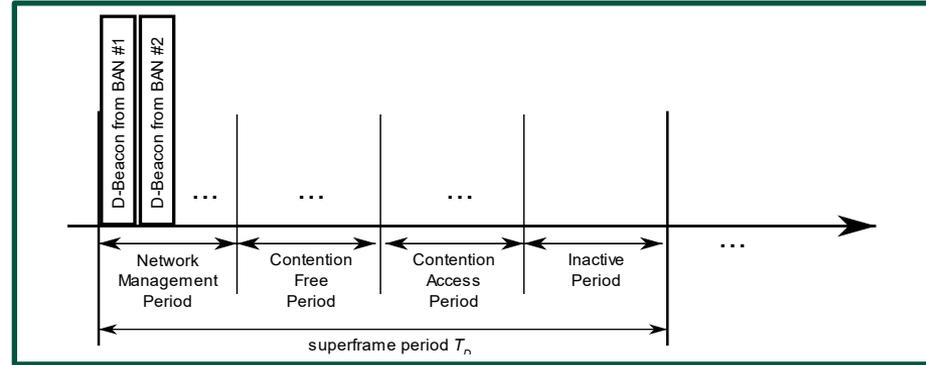 D-Beacon from BAN #1
D-Beacon from BAN #2
...
...
...
...
Network
Management
Period
Contention
Free
Period
Contention
Access
Period
Inactive
Period
superframe period T_D